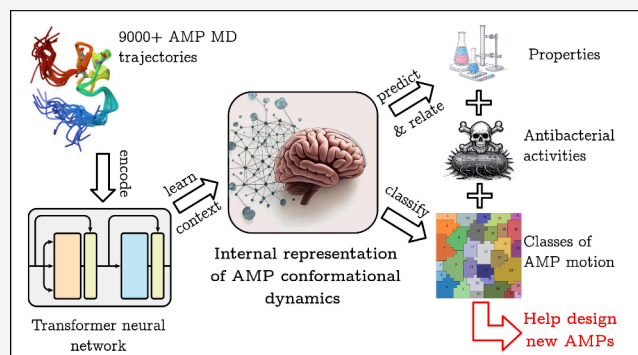 9000+ AMP MD
trajectories
encode
Transformer neural
network
learn
context
Internal representation
of AMP conformational
dynamics
predict
& relate
classify
Properties
Antibacterial
activities
Classes of
AMP motion
Help design
new AMPs